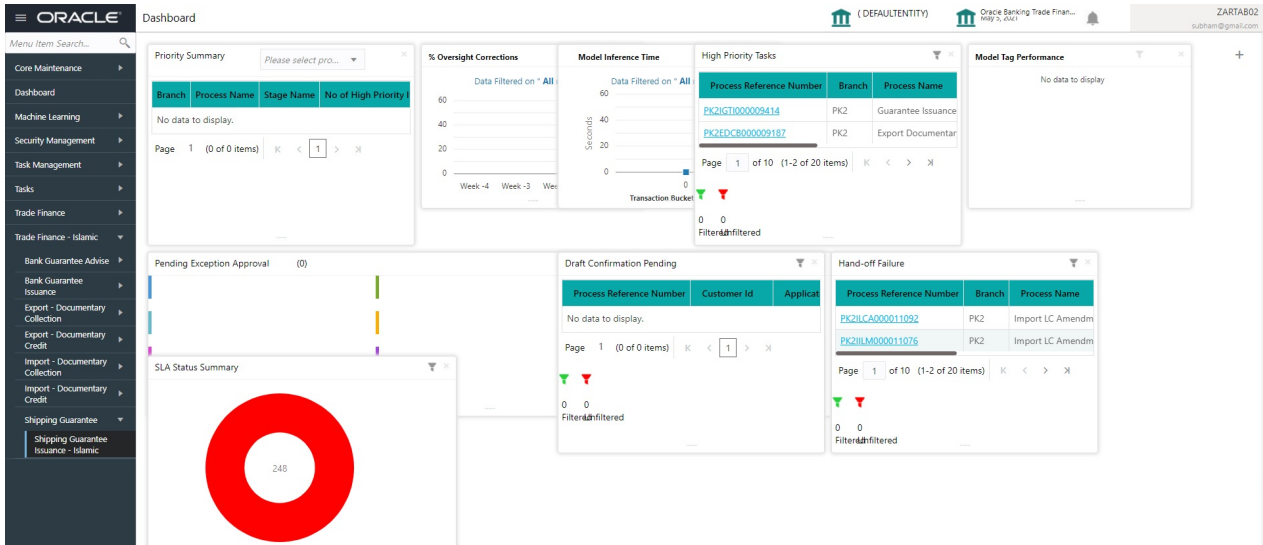 ORACLE
Dashboard
( DEFAULTENTITY)
Oracle Banking Trade Finan...
May 5, 2021
ZARTAB02
subham@gmail.com
Menu Item Search...
Core Maintenance
Dashboard
Machine Learning
Security Management
Task Management
Tasks
Trade Finance
Trade Finance - Islamic
Bank Guarantee Advise
Bank Guarantee
Issuance
Export - Documentary
Collection
Export - Documentary
Credit
Import - Documentary
Collection
Import - Documentary
Credit
Shipping Guarantee
Shipping Guarantee
Issuance - Islamic
Priority Summary
Please select pro...
Branch Process Name Stage Name No of High Priority I
No data to display.
Page 1 (0 of 0 items) 1
% Oversight Corrections
Data Filtered on " All
60
40
20
0
Week -4 Week -3 Wee
Model Inference Time
Data Filtered on " All
Seconds
60
40
20
0
0
Transaction Bucket
High Priority Tasks
Process Reference Number Branch Process Name
PK2IGTI000009414 PK2 Guarantee Issuance
PK2EDCB000009187 PK2 Export Documentar
Page 1 of 10 (1-2 of 20 items)
0 0
Filtered Unfiltered
Model Tag Performance
No data to display
Pending Exception Approval (0)
SLA Status Summary
248
Draft Confirmation Pending
Process Reference Number Customer Id Applicat
No data to display.
Page 1 (0 of 0 items) 1
0 0
Filtered Unfiltered
Hand-off Failure
Process Reference Number Branch Process Name
PK2IILCA000011092 PK2 Import LC Amendm
PK2IILM000011076 PK2 Import LC Amendm
Page 1 of 10 (1-2 of 20 items)
0 0
Filtered Unfiltered